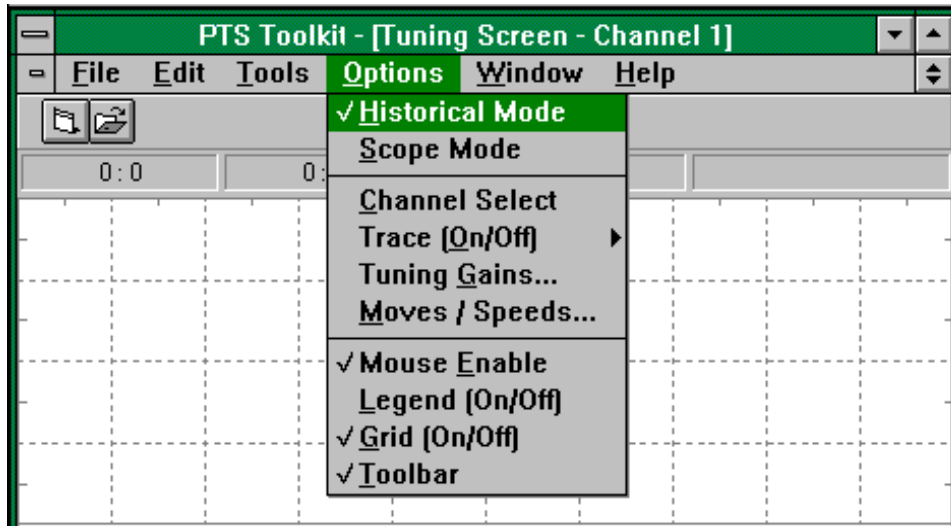 PTS Toolkit - [Tuning Screen - Channel 1]
File Edit Tools Options Window Help
0 : 0
0 :
√ Historical Mode
Scope Mode
Channel Select
Trace (On/Off)
Tuning Gains...
Moves / Speeds...
√ Mouse Enable
Legend (On/Off)
√ Grid (On/Off)
√ Toolbar